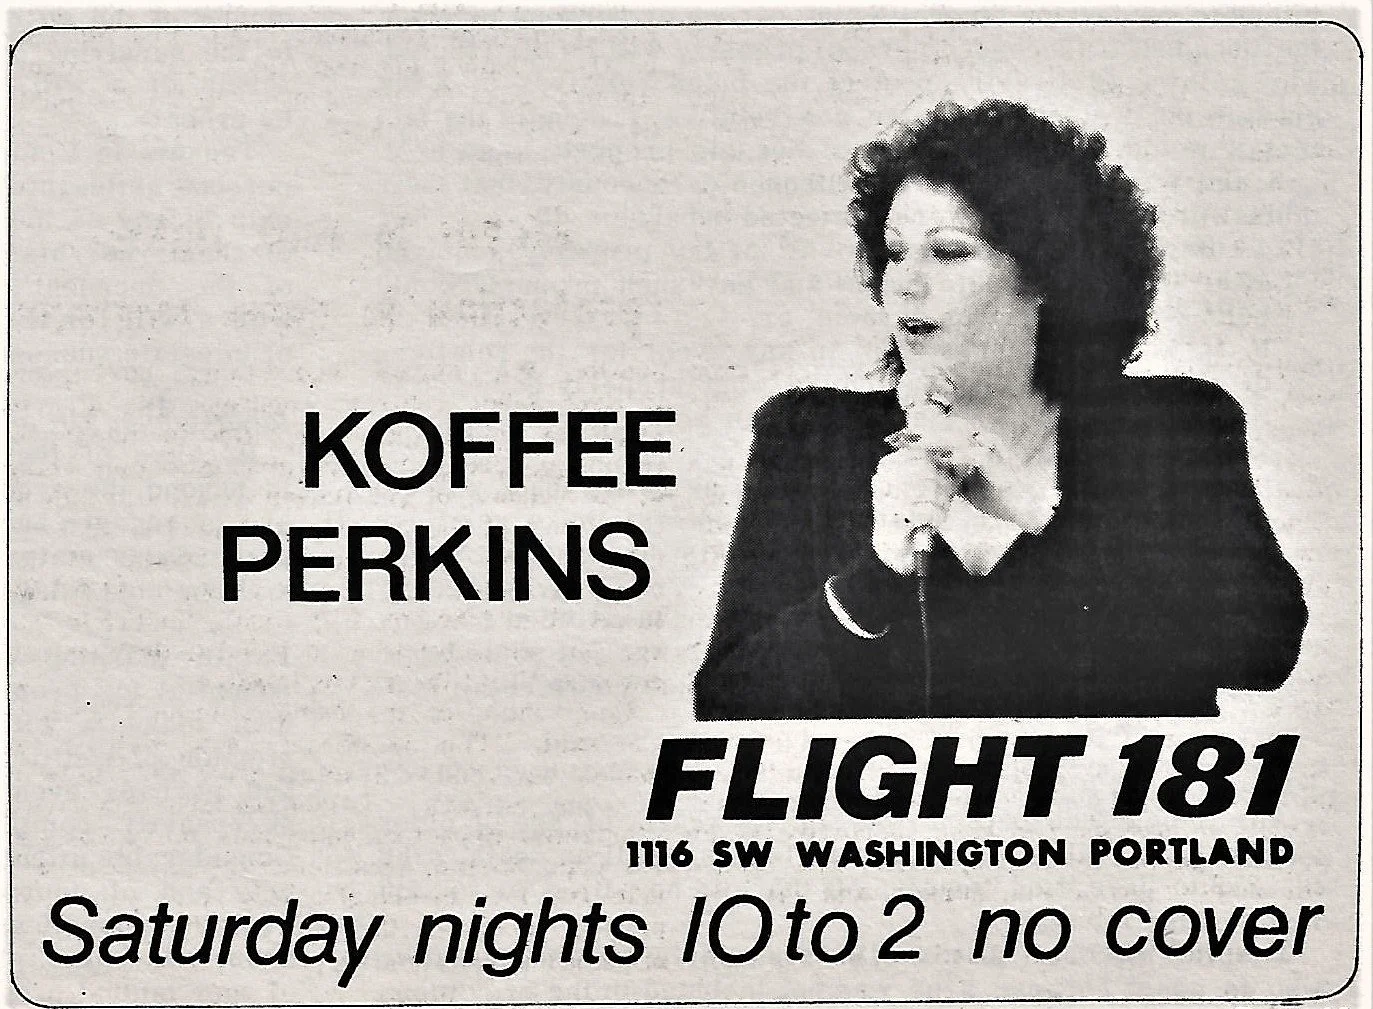 KOFFEE
PERKINS
FLIGHT 181
1116 SW WASHINGTON PORTLAND
Saturday nights 10 to 2 no cover